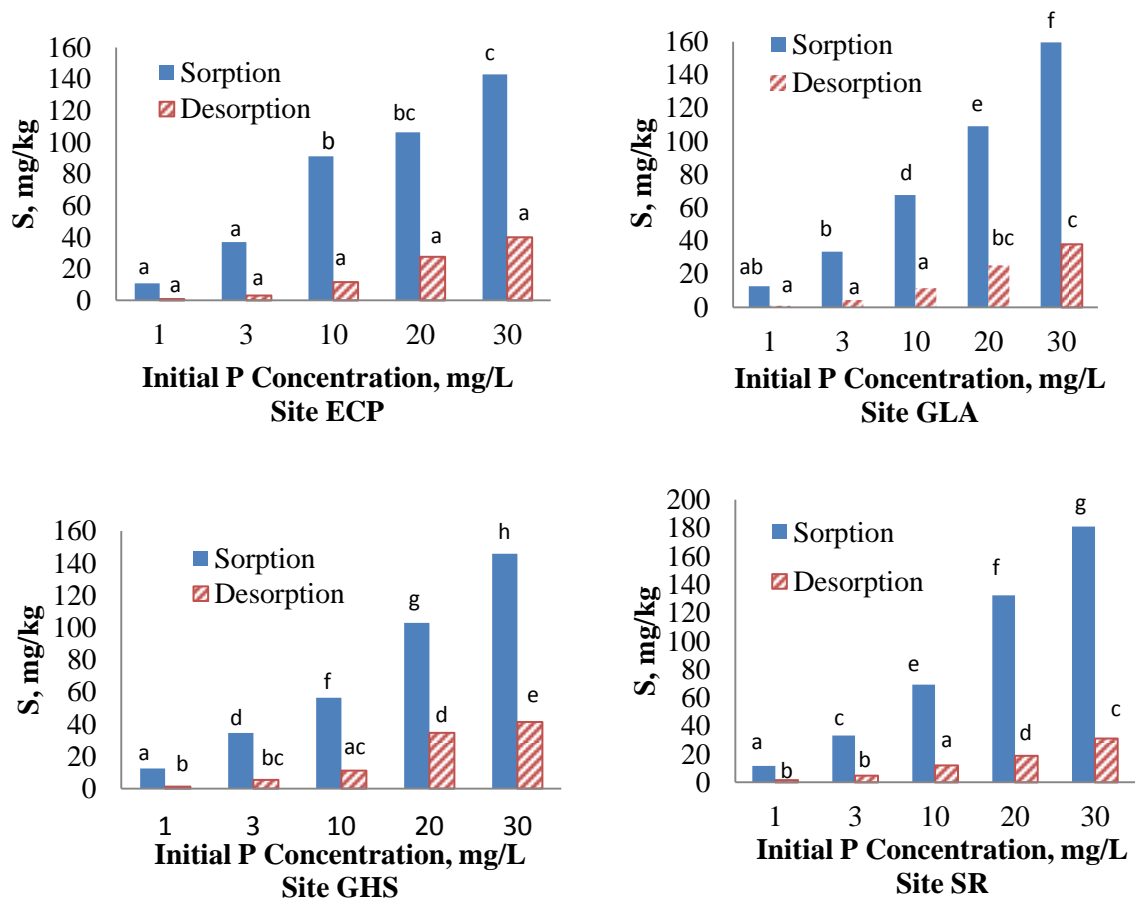 160
140
120
100
80
60
40
20
0
S, mg/kg
Sorption
Desorption
a
a
a
a
b
a
bc
a
c
a
1 3 10 20 30
Initial P Concentration, mg/L
Site ECP
160
140
120
100
80
60
40
20
0
S, mg/kg
Sorption
Desorption
ab
a
b
a
d
a
e
bc
f
c
1 3 10 20 30
Initial P Concentration, mg/L
Site GLA
160
140
120
100
80
60
40
20
0
S, mg/kg
Sorption
Desorption
a
b
d
bc
f
ac
g
d
h
e
1 3 10 20 30
Initial P Concentration, mg/L
Site GHS
200
180
160
140
120
100
80
60
40
20
0
S, mg/kg
Sorption
Desorption
a
b
c
b
e
a
f
d
g
c
1 3 10 20 30
Initial P Concentration, mg/L
Site SR